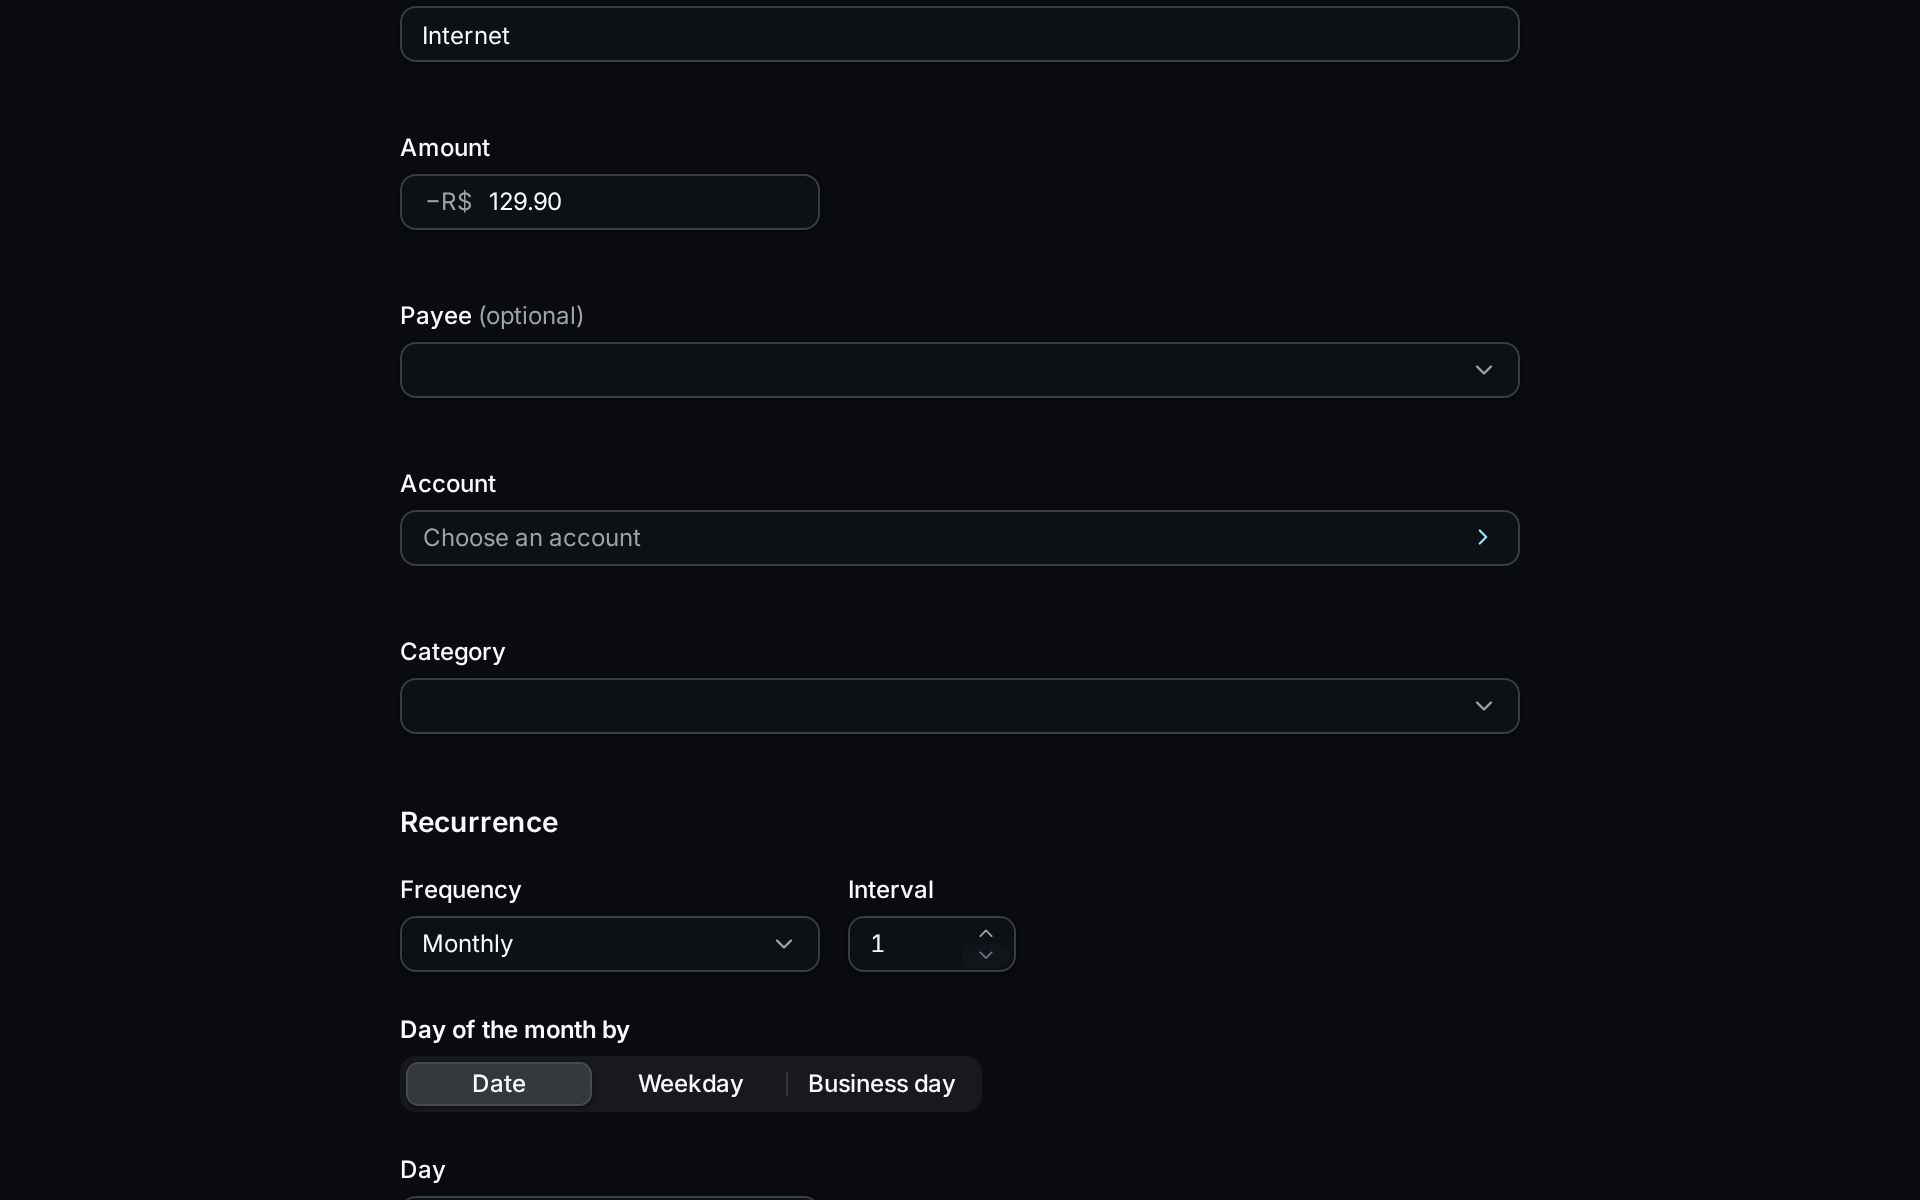 Internet
Amount
−R$ 129.90
Payee (optional)
Account
Choose an account
Category
Recurrence
Frequency
Interval
Monthly
1
Day of the month by
Date
Weekday
Business day
Day